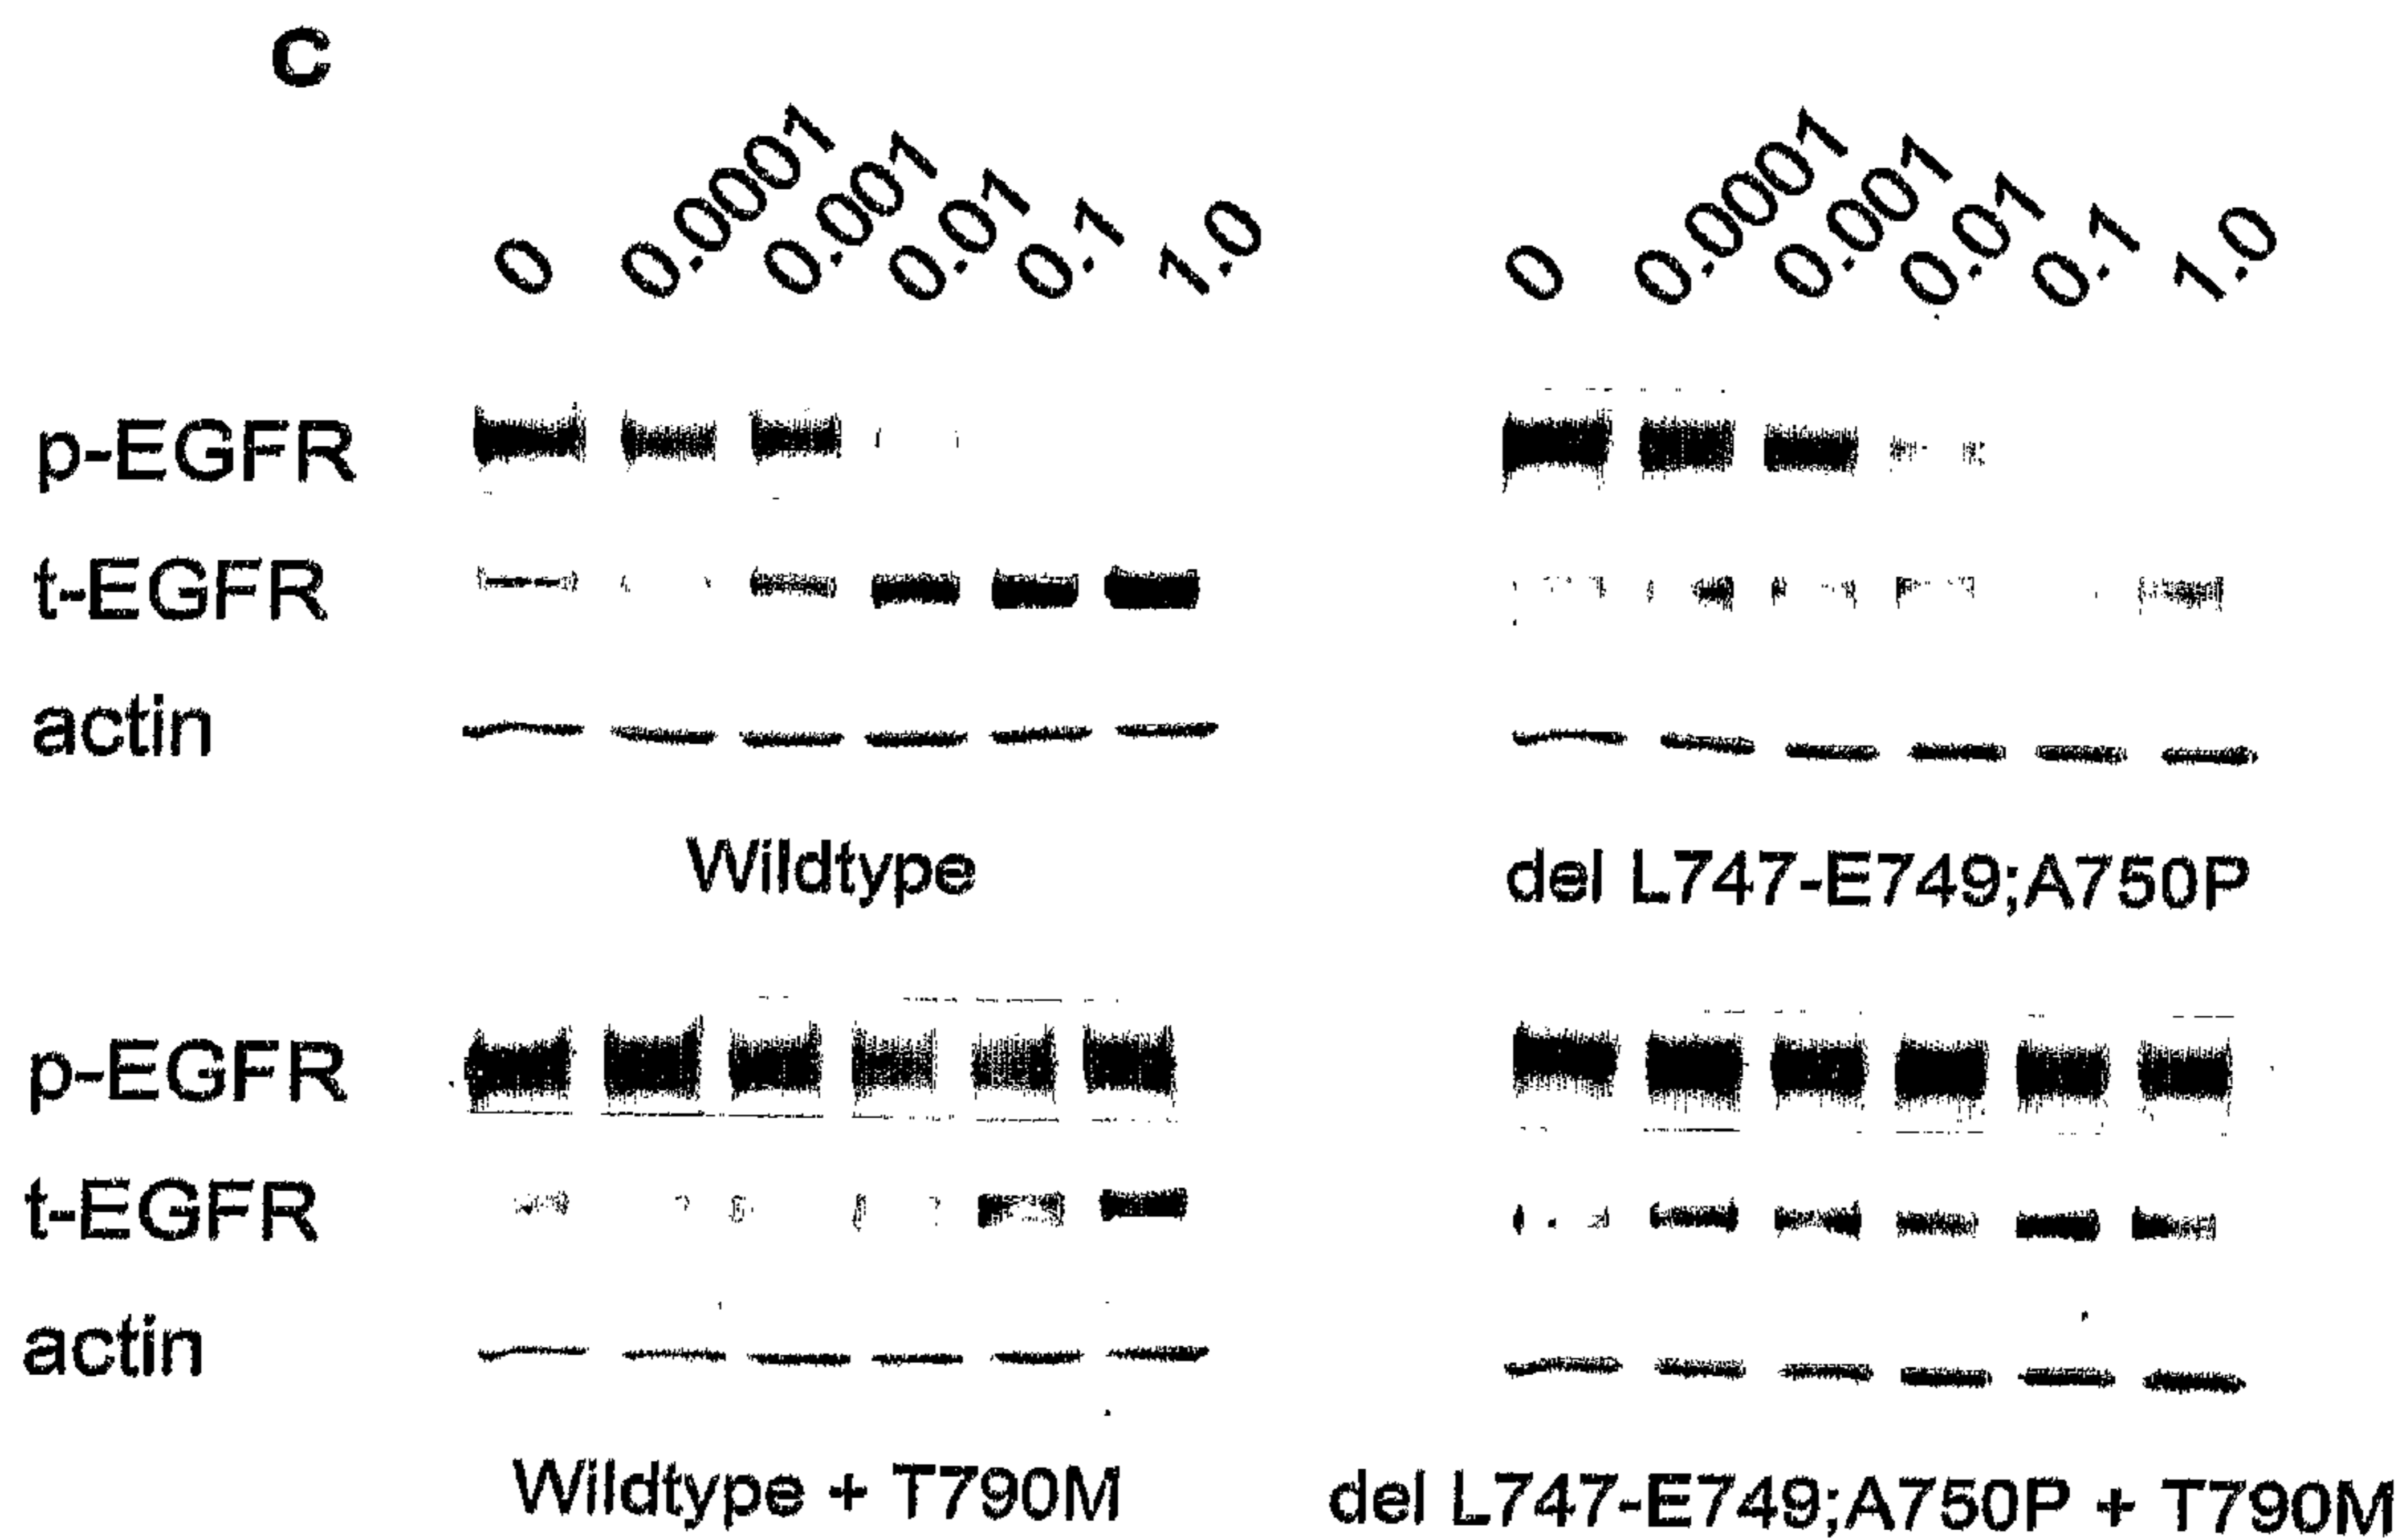 C
0 0.0001 0.001 0.01 0.1 1.0 0 0.0001 0.001 0.01 0.1 1.0
p-EGFR
t-EGFR
actin
Wildtype del L747-E749;A750P
p-EGFR
t-EGFR
actin
Wildtype + T790M del L747-E749;A750P + T790M